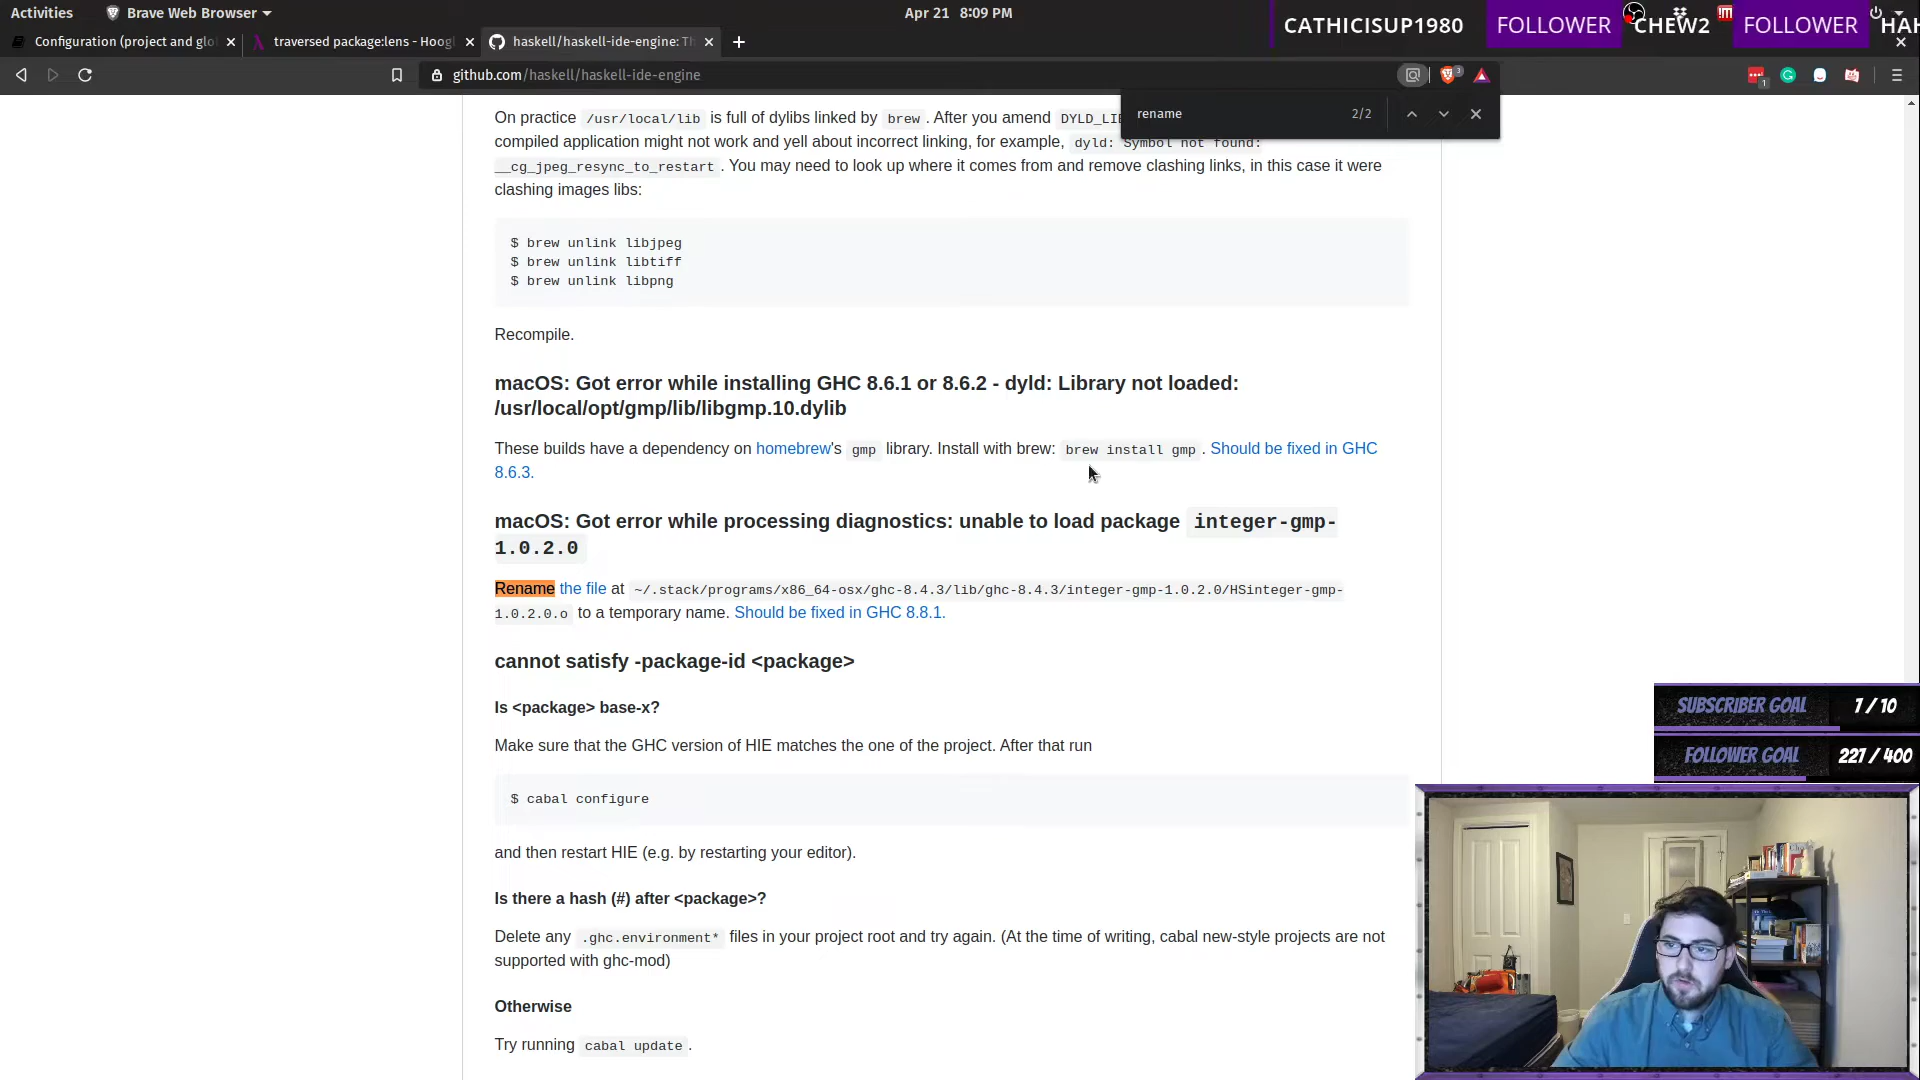 Activities
Brave Web Browser
Apr 21 8:09 PM
CATHICISUP1980
FOLLOWER
CHEW2
FOLLOWER
HAH
Configuration (project and glo
traversed package:lens - Hoog
haskell/haskell-ide-engine: Th
github.com/haskell/haskell-ide-engine
3
1
rename
2/2
On practice /usr/local/lib is full of dylibs linked by brew. After you amend DYLD_LI
compiled application might not work and yell about incorrect linking, for example, dyld: Symbol not found:
__cg_jpeg_resync_to_restart. You may need to look up where it comes from and remove clashing links, in this case it were
clashing images libs:
$ brew unlink libjpeg
$ brew unlink libtiff
$ brew unlink libpng
Recompile.
macOS: Got error while installing GHC 8.6.1 or 8.6.2 - dyld: Library not loaded:
/usr/local/opt/gmp/lib/libgmp.10.dylib
These builds have a dependency on homebrew's gmp library. Install with brew: brew install gmp. Should be fixed in GHC
8.6.3.
macOS: Got error while processing diagnostics: unable to load package integer-gmp-
1.0.2.0
Rename the file at ~/.stack/programs/x86_64-osx/ghc-8.4.3/lib/ghc-8.4.3/integer-gmp-1.0.2.0/HSinteger-gmp-
1.0.2.0.o to a temporary name. Should be fixed in GHC 8.8.1.
cannot satisfy -package-id <package>
Is <package> base-x?
Make sure that the GHC version of HIE matches the one of the project. After that run
$ cabal configure
and then restart HIE (e.g. by restarting your editor).
Is there a hash (#) after <package>?
Delete any .ghc.environment* files in your project root and try again. (At the time of writing, cabal new-style projects are not
supported with ghc-mod)
Otherwise
Try running cabal update.
SUBSCRIBER GOAL 7 / 10
FOLLOWER GOAL 227 / 400